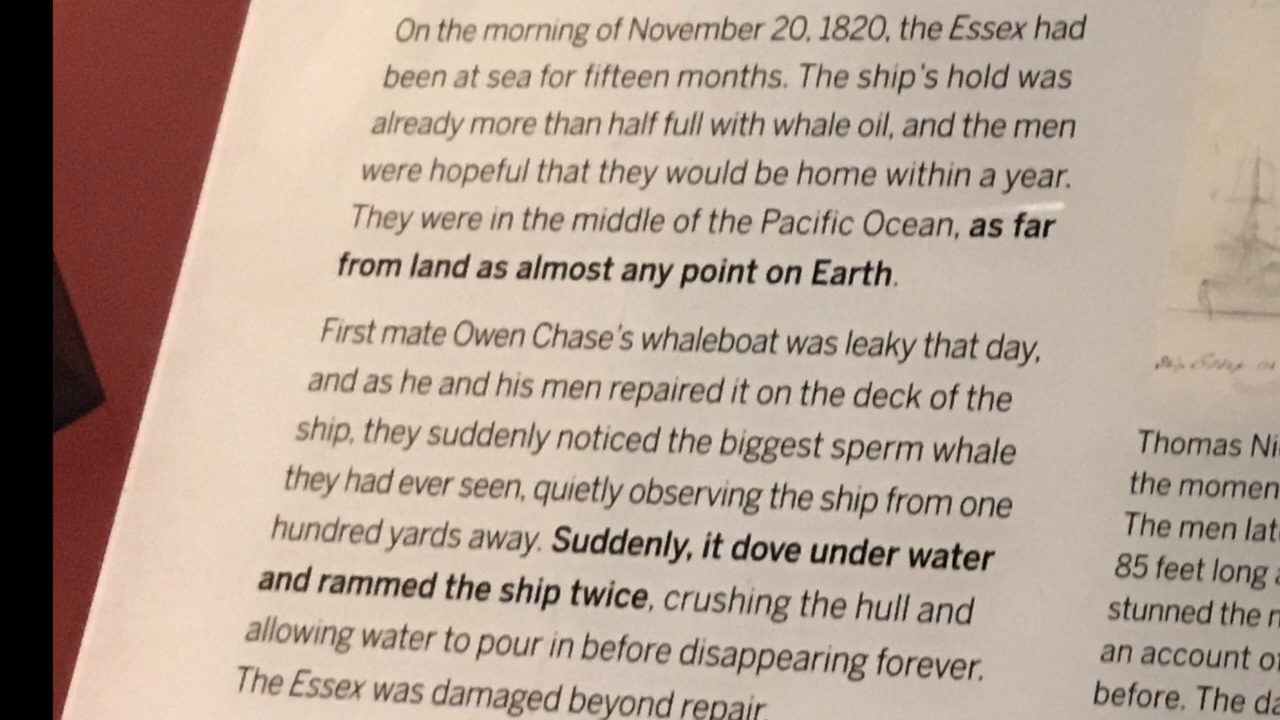 On the morning of November 20, 1820, the Essex had
been at sea for fifteen months. The ship's hold was
already more than half full with whale oil, and the men
were hopeful that they would be home within a year.
They were in the middle of the Pacific Ocean, as far
from land as almost any point on Earth.
First mate Owen Chase's whaleboat was leaky that day,
and as he and his men repaired it on the deck of the
ship, they suddenly noticed the biggest sperm whale
they had ever seen, quietly observing the ship from one
hundred yards away. Suddenly, it dove under water
and rammed the ship twice, crushing the hull and
allowing water to pour in before disappearing forever.
The Essex was damaged beyond repair.
Thomas
the
The men
85 feet long
stunned the
an account
before. The